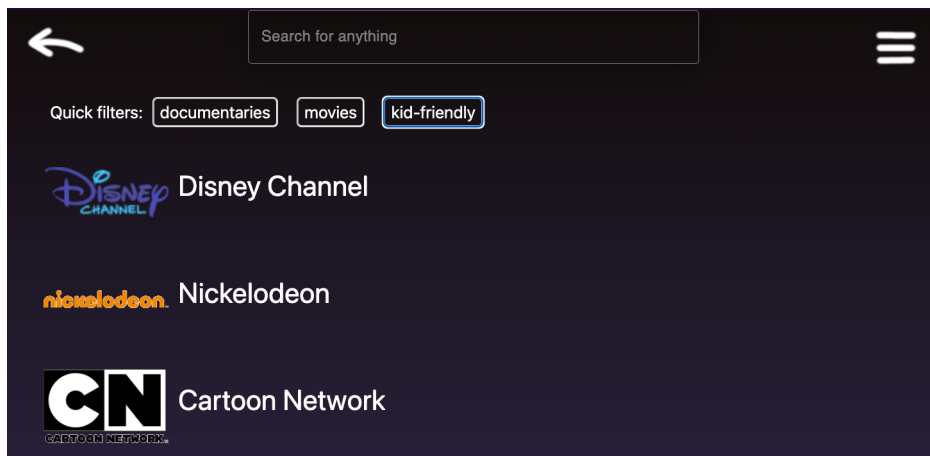 Search for anything
Quick filters: documentaries movies kid-friendly
DISNEY CHANNEL Disney Channel
nickelodeon. Nickelodeon
CN
CARTOON NETWORK. Cartoon Network